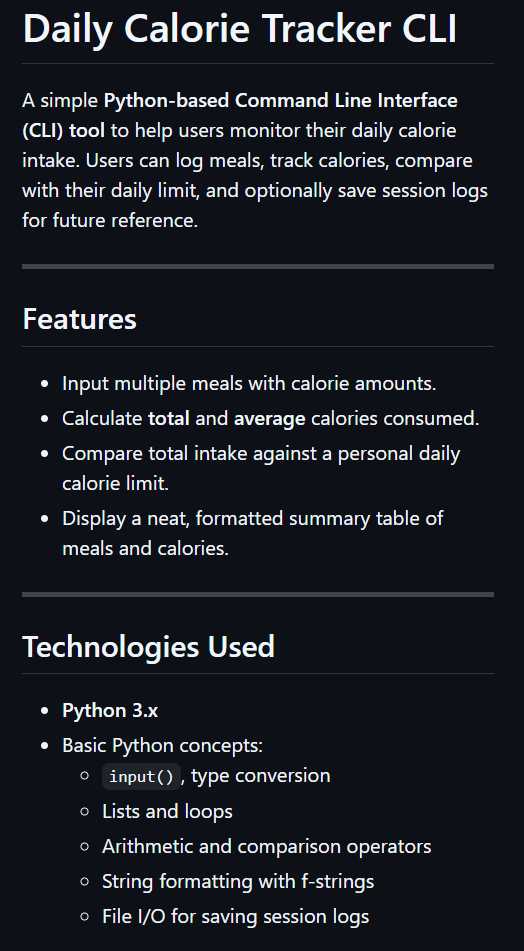 Daily Calorie Tracker CLI
A simple Python-based Command Line Interface
(CLI) tool to help users monitor their daily calorie
intake. Users can log meals, track calories, compare
with their daily limit, and optionally save session logs
for future reference.
Features
• Input multiple meals with calorie amounts.
• Calculate total and average calories consumed.
• Compare total intake against a personal daily
calorie limit.
• Display a neat, formatted summary table of
meals and calories.
Technologies Used
• Python 3.x
• Basic Python concepts:
○ input(), type conversion
○ Lists and loops
○ Arithmetic and comparison operators
○ String formatting with f-strings
○ File I/O for saving session logs